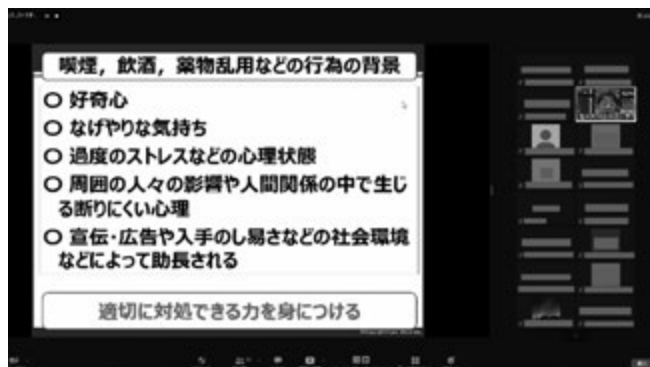 喫煙，飲酒，薬物乱用などの行為の背景
○ 好奇心
○ なげやりな気持ち
○ 過度のストレスなどの心理状態
○ 周囲の人々の影響や人間関係の中で生じ
る断りにくい心理
○ 宣伝・広告や入手のし易さなどの社会環境
などによって助長される
適切に対処できる力を身につける